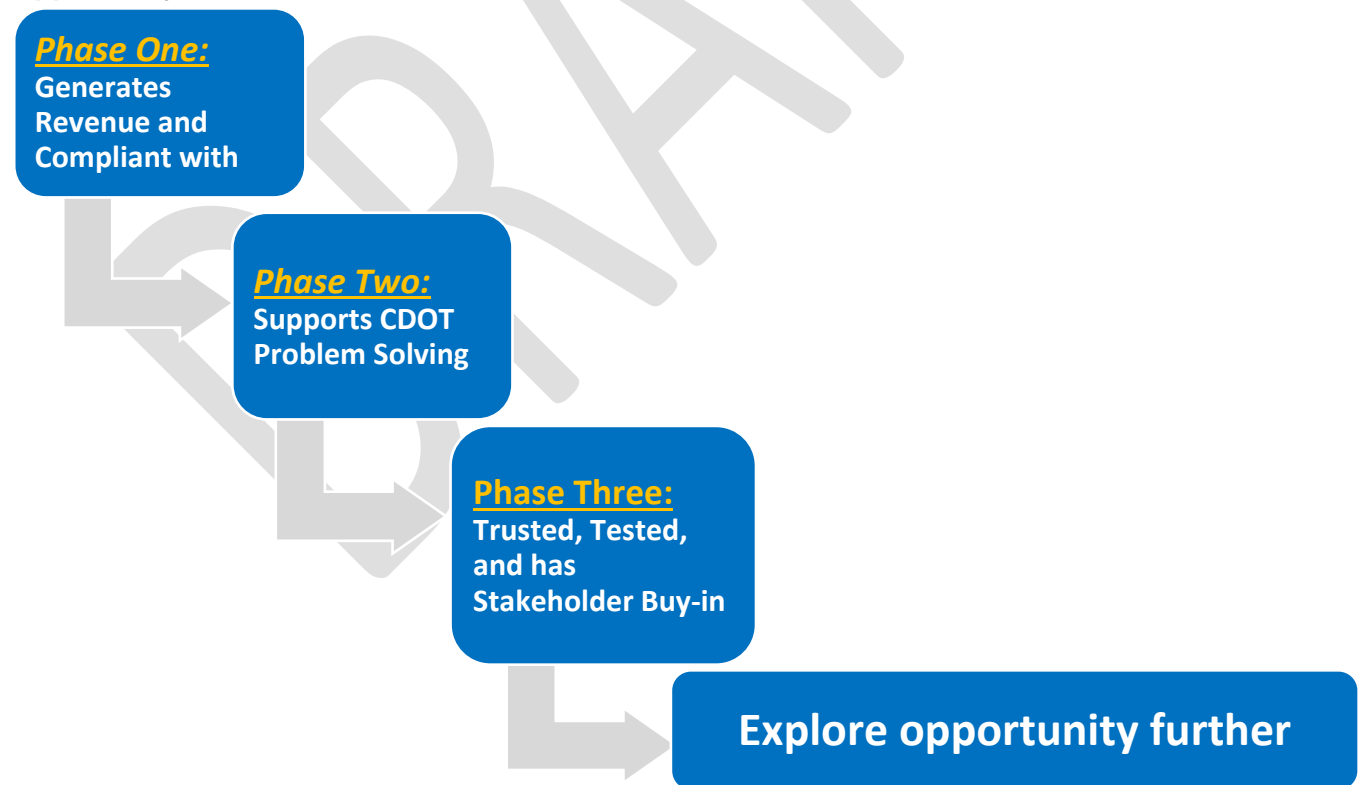 Phase One:
Generates
Revenue and
Compliant with
Phase Two:
Supports CDOT
Problem Solving
Phase Three:
Trusted, Tested,
and has
Stakeholder Buy-in
Explore opportunity further